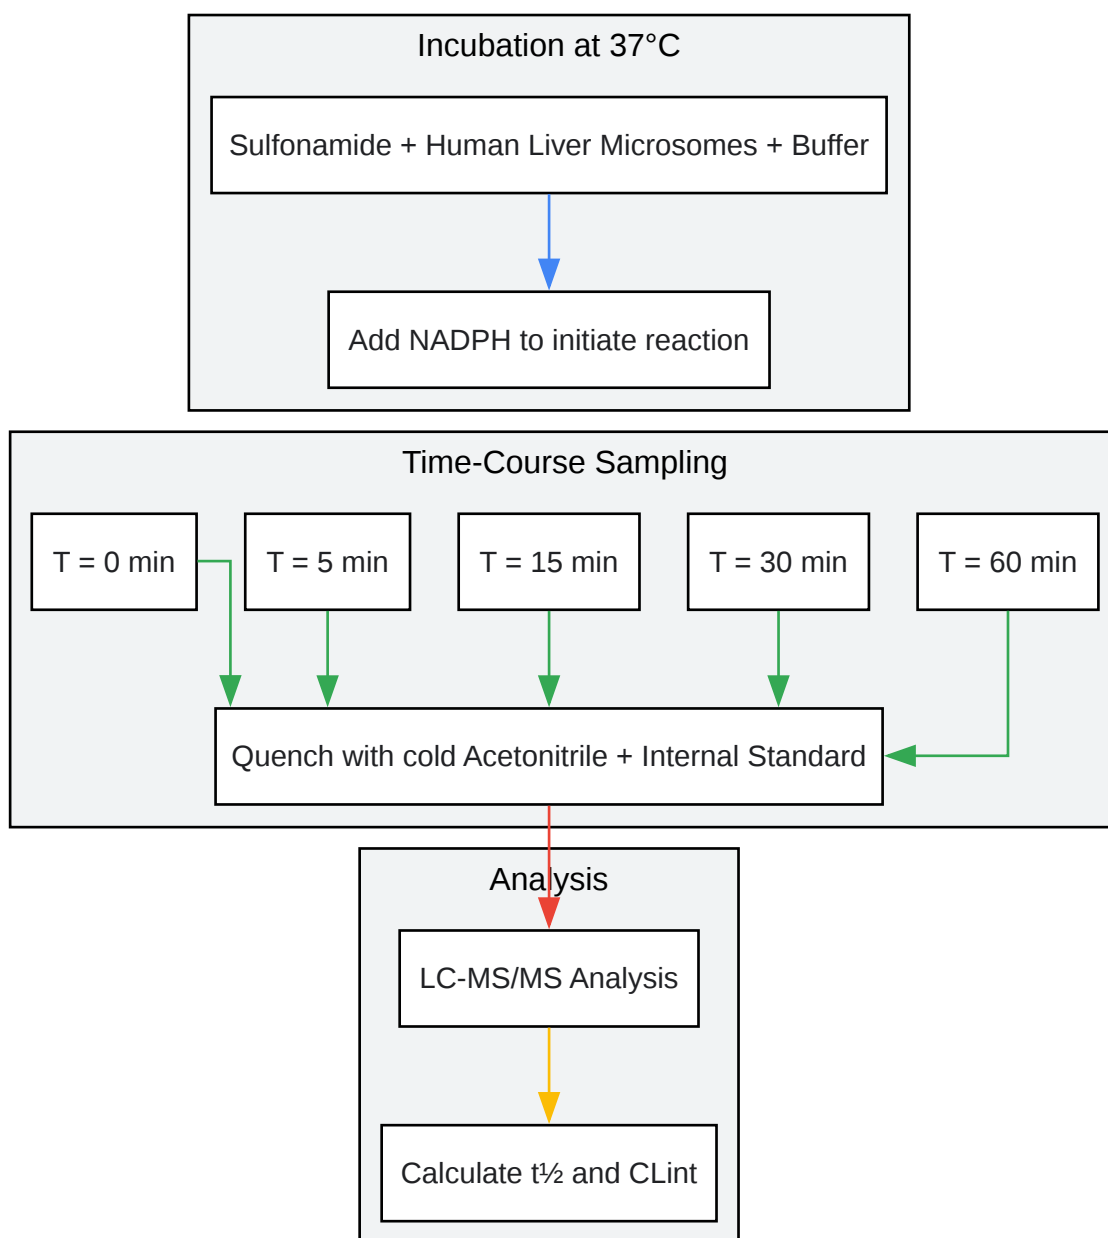 Incubation at 37°C
Sulfonamide + Human Liver Microsomes + Buffer
Add NADPH to initiate reaction
Time-Course Sampling
T = 0 min
T = 5 min
T = 15 min
T = 30 min
T = 60 min
Quench with cold Acetonitrile + Internal Standard
Analysis
LC-MS/MS Analysis
Calculate t½ and CLint